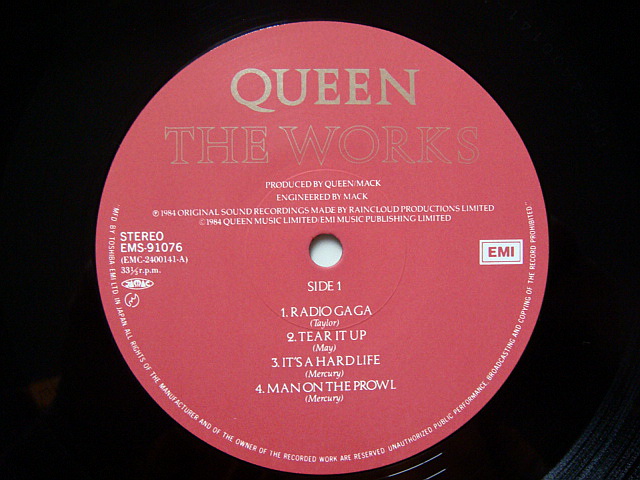 QUEEN
THE WORKS
PRODUCED BY QUEEN/MACK
ENGINEERED BY MACK
℗ 1984 ORIGINAL SOUND RECORDINGS MADE BY RAINCLOUD PRODUCTIONS LIMITED
©1984 QUEEN MUSIC LIMITED/EMI MUSIC PUBLISHING LIMITED
STEREO
EMS-91076
(EMC-2400141-A)
33⅓ r.p.m.
EMI
SIDE 1
1. RADIO GA GA
(Taylor)
2. TEAR IT UP
(May)
3. IT'S A HARD LIFE
(Mercury)
4. MAN ON THE PROWL
(Mercury)
"MF'D BY TOSHIBA EMI LTD IN JAPAN ALL RIGHTS OF THE MANUFACTURER AND OF THE OWNER OF THE RECORDED WORK ARE RESERVED UNAUTHORIZED PUBLIC PERFORMANCE, BROADCASTING AND COPYING OF THE RECORD PROHIBITED"